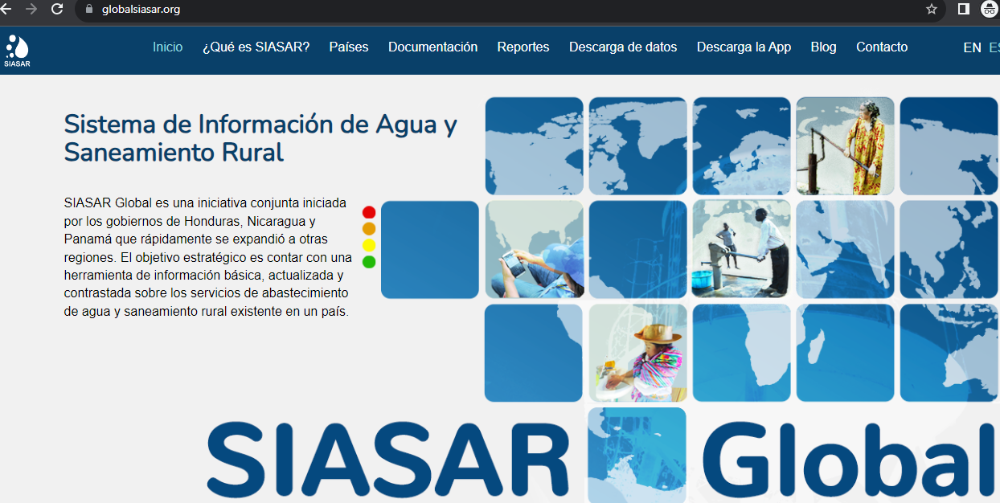 globalsiasar.org
SIASAR
Inicio ¿Qué es SIASAR? Países Documentación Reportes Descarga de datos Descarga la App Blog Contacto EN ES
Sistema de Información de Agua y
Saneamiento Rural
SIASAR Global es una iniciativa conjunta iniciada
por los gobiernos de Honduras, Nicaragua y
Panamá que rápidamente se expandió a otras
regiones. El objetivo estratégico es contar con una
herramienta de información básica, actualizada y
contrastada sobre los servicios de abastecimiento
de agua y saneamiento rural existente en un país.
SIASAR Global